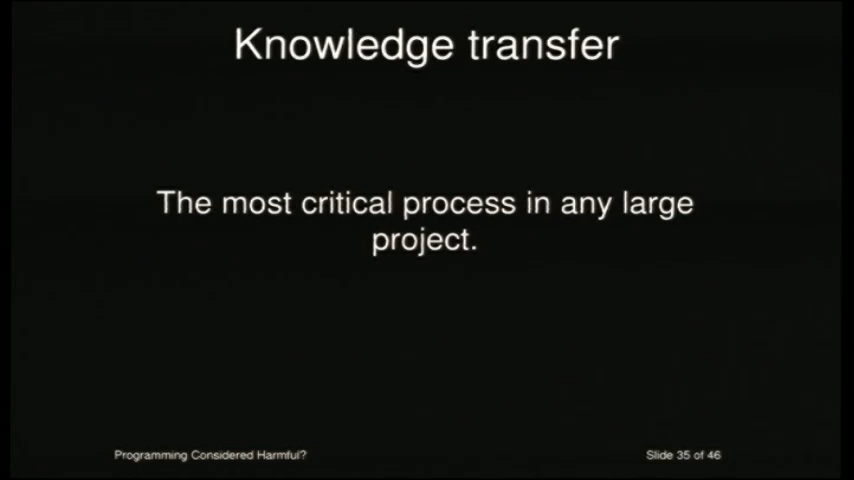 Knowledge transfer
The most critical process in any large
project.
Programming Considered Harmful?
Slide 35 of 46